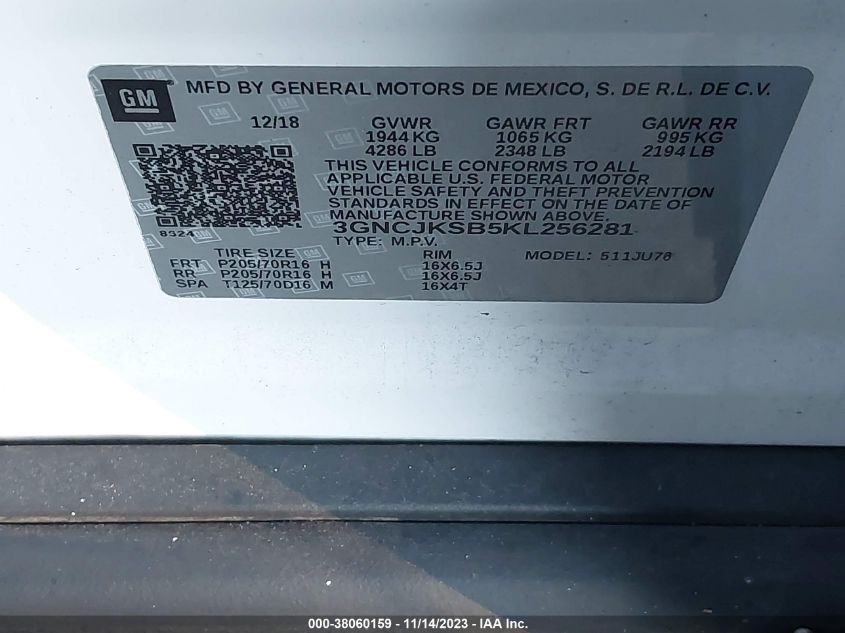 GM MFD BY GENERAL MOTORS DE MEXICO, S. DE R.L. DE C.V.
12/18 GVWR GAWR FRT GAWR RR
1944 KG 1065 KG 995 KG
4286 LB 2348 LB 2194 LB
THIS VEHICLE CONFORMS TO ALL
APPLICABLE U.S. FEDERAL MOTOR
VEHICLE SAFETY AND THEFT PREVENTION
STANDARDS IN EFFECT ON THE DATE OF
MANUFACTURE SHOWN ABOVE.
8324 3GNCJKSB5KL256281
TYPE: M.P.V.
TIRE SIZE RIM MODEL: 511JU76
FRT P205/70R16 H 16X6.5J
RR P205/70R16 H 16X6.5J
SPA T125/70D16 M 16X4T
000-38060159 - 11/14/2023 - IAA Inc.